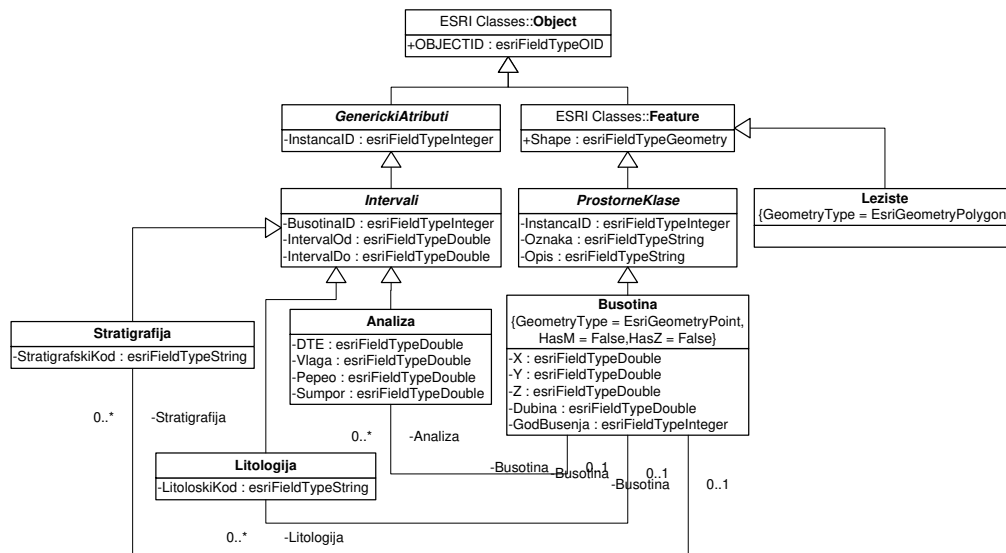 ESRI Classes::Object
+OBJECTID : esriFieldTypeOID
GenerickiAtributi
-InstancaID : esriFieldTypeInteger
ESRI Classes::Feature
+Shape : esriFieldTypeGeometry
Intervali
-BusotinaID : esriFieldTypeInteger
-IntervalOd : esriFieldTypeDouble
-IntervalDo : esriFieldTypeDouble
ProstorneKlase
-InstancaID : esriFieldTypeInteger
-Oznaka : esriFieldTypeString
-Opis : esriFieldTypeString
Leziste
{GeometryType = EsriGeometryPolygon}
Stratigrafija
-StratigrafskiKod : esriFieldTypeString
Analiza
-DTE : esriFieldTypeDouble
-Vlaga : esriFieldTypeDouble
-Pepeo : esriFieldTypeDouble
-Sumpor : esriFieldTypeDouble
Busotina
{GeometryType = EsriGeometryPoint,
HasM = False,HasZ = False}
-X : esriFieldTypeDouble
-Y : esriFieldTypeDouble
-Z : esriFieldTypeDouble
-Dubina : esriFieldTypeDouble
-GodBusenja : esriFieldTypeInteger
0..* -Stratigrafija
0..* -Analiza
Litologija
-LitoloskiKod : esriFieldTypeString
-Busotina 0..1
-Busotina 0..1
-Busotina 0..1
0..* -Litologija